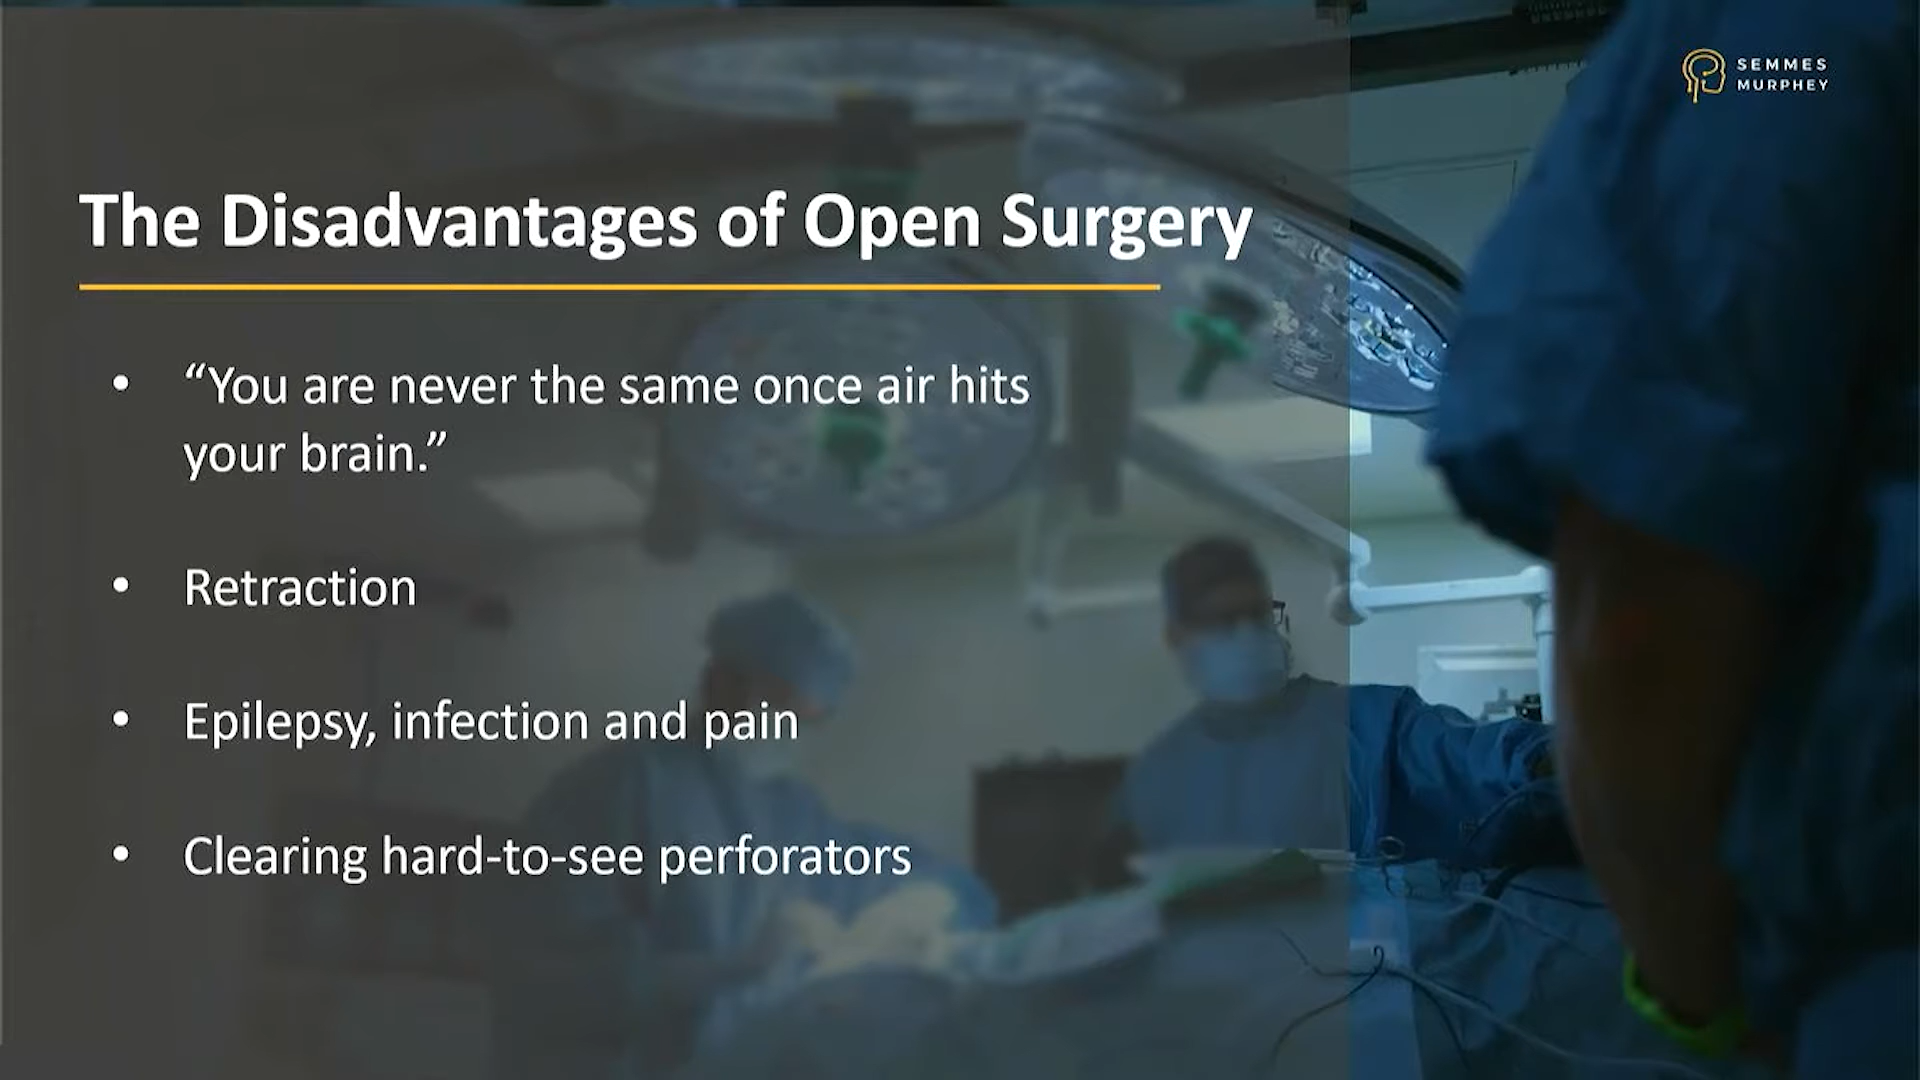 SEMMES
MURPHEY
The Disadvantages of Open Surgery
• “You are never the same once air hits
your brain.”
• Retraction
• Epilepsy, infection and pain
• Clearing hard-to-see perforators